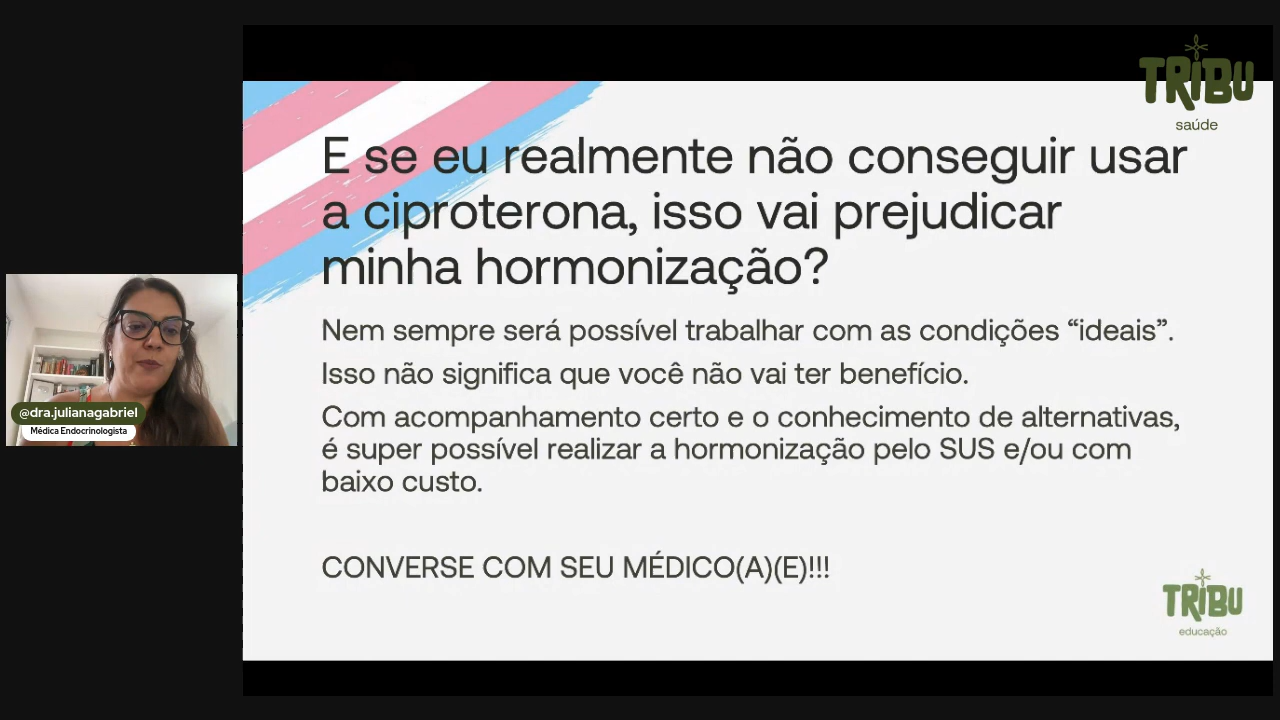 TRIBU
saúde
E se eu realmente não conseguir usar
a ciproterona, isso vai prejudicar
minha hormonização?
Nem sempre será possível trabalhar com as condições “ideais”.
Isso não significa que você não vai ter benefício.
Com acompanhamento certo e o conhecimento de alternativas,
é super possível realizar a hormonização pelo SUS e/ou com
baixo custo.
CONVERSE COM SEU MÉDICO(A)(E)!!!
@dra.julianagabriel
Médica Endocrinologista
TRIBU
educação